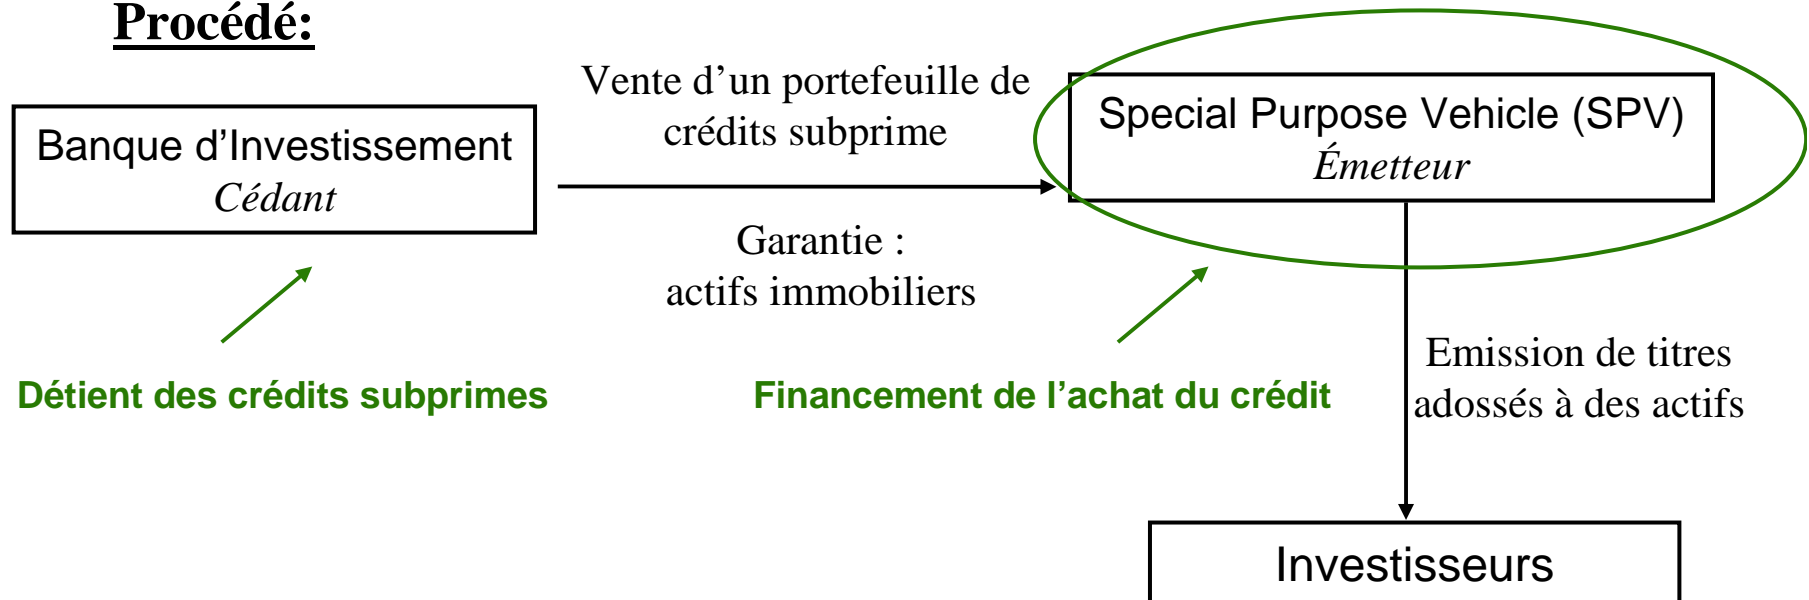 Procédé:
Banque d’Investissement
Cédant
Vente d’un portefeuille de
crédits subprime
Garantie :
actifs immobiliers
Special Purpose Vehicle (SPV)
Émetteur
Détient des crédits subprimes
Financement de l’achat du crédit
Emission de titres
adossés à des actifs
Investisseurs